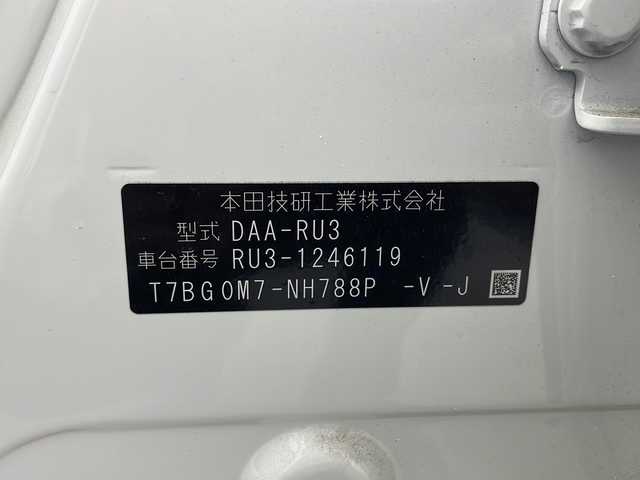 本田技研工業株式会社
型式 DAA-RU3
車台番号 RU3-1246119
T7BG0M7-NH788P -V-J